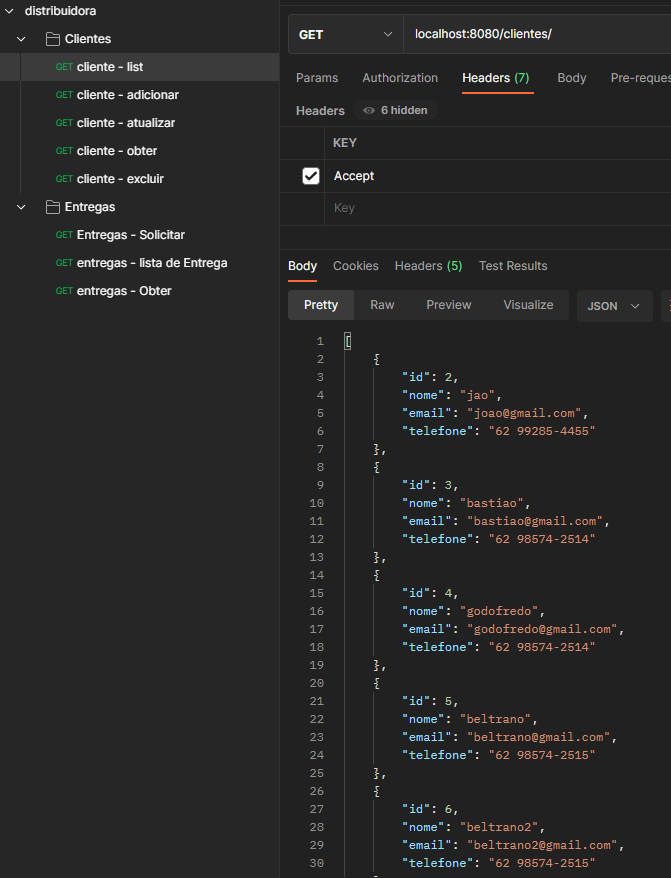 distribuidora
Clientes
GET cliente - list
GET cliente - adicionar
GET cliente - atualizar
GET cliente - obter
GET cliente - excluir
Entregas
GET Entregas - Solicitar
GET entregas - lista de Entrega
GET entregas - Obter
GET localhost:8080/clientes/
Params Authorization Headers (7) Body Pre-reques
Headers 6 hidden
KEY
Accept
Key
Body Cookies Headers (5) Test Results
Pretty Raw Preview Visualize JSON
1 [
2 {
3 "id": 2,
4 "nome": "jao",
5 "email": "joao@gmail.com",
6 "telefone": "62 99285-4455"
7 },
8 {
9 "id": 3,
10 "nome": "bastiao",
11 "email": "bastiao@gmail.com",
12 "telefone": "62 98574-2514"
13 },
14 {
15 "id": 4,
16 "nome": "godofredo",
17 "email": "godofredo@gmail.com",
18 "telefone": "62 98574-2514"
19 },
20 {
21 "id": 5,
22 "nome": "beltrano",
23 "email": "beltrano@gmail.com",
24 "telefone": "62 98574-2515"
25 },
26 {
27 "id": 6,
28 "nome": "beltrano2",
29 "email": "beltrano2@gmail.com",
30 "telefone": "62 98574-2515"